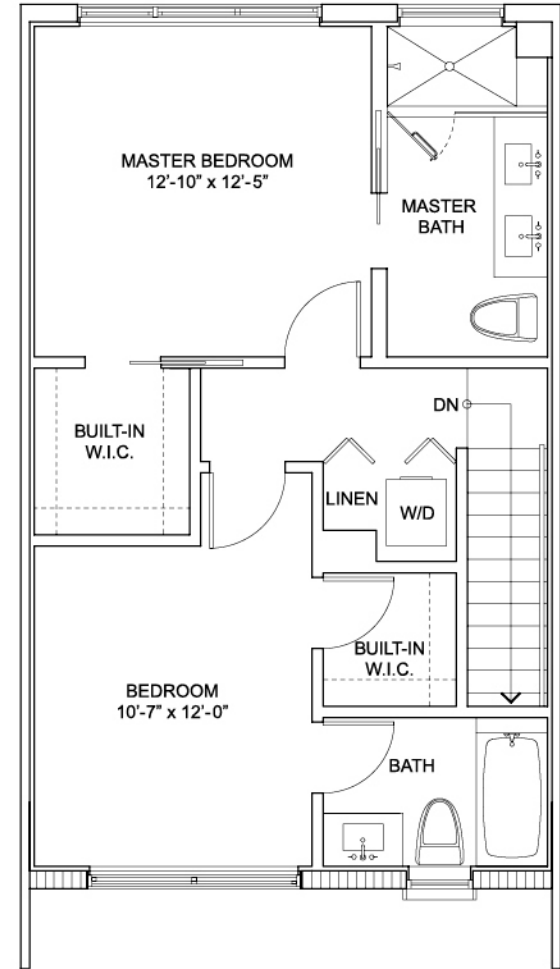 MASTER BEDROOM
12'-10" x 12'-5"
MASTER
BATH
DN
BUILT-IN
W.I.C.
LINEN
W/D
BUILT-IN
W.I.C.
BEDROOM
10'-7" x 12'-0"
BATH